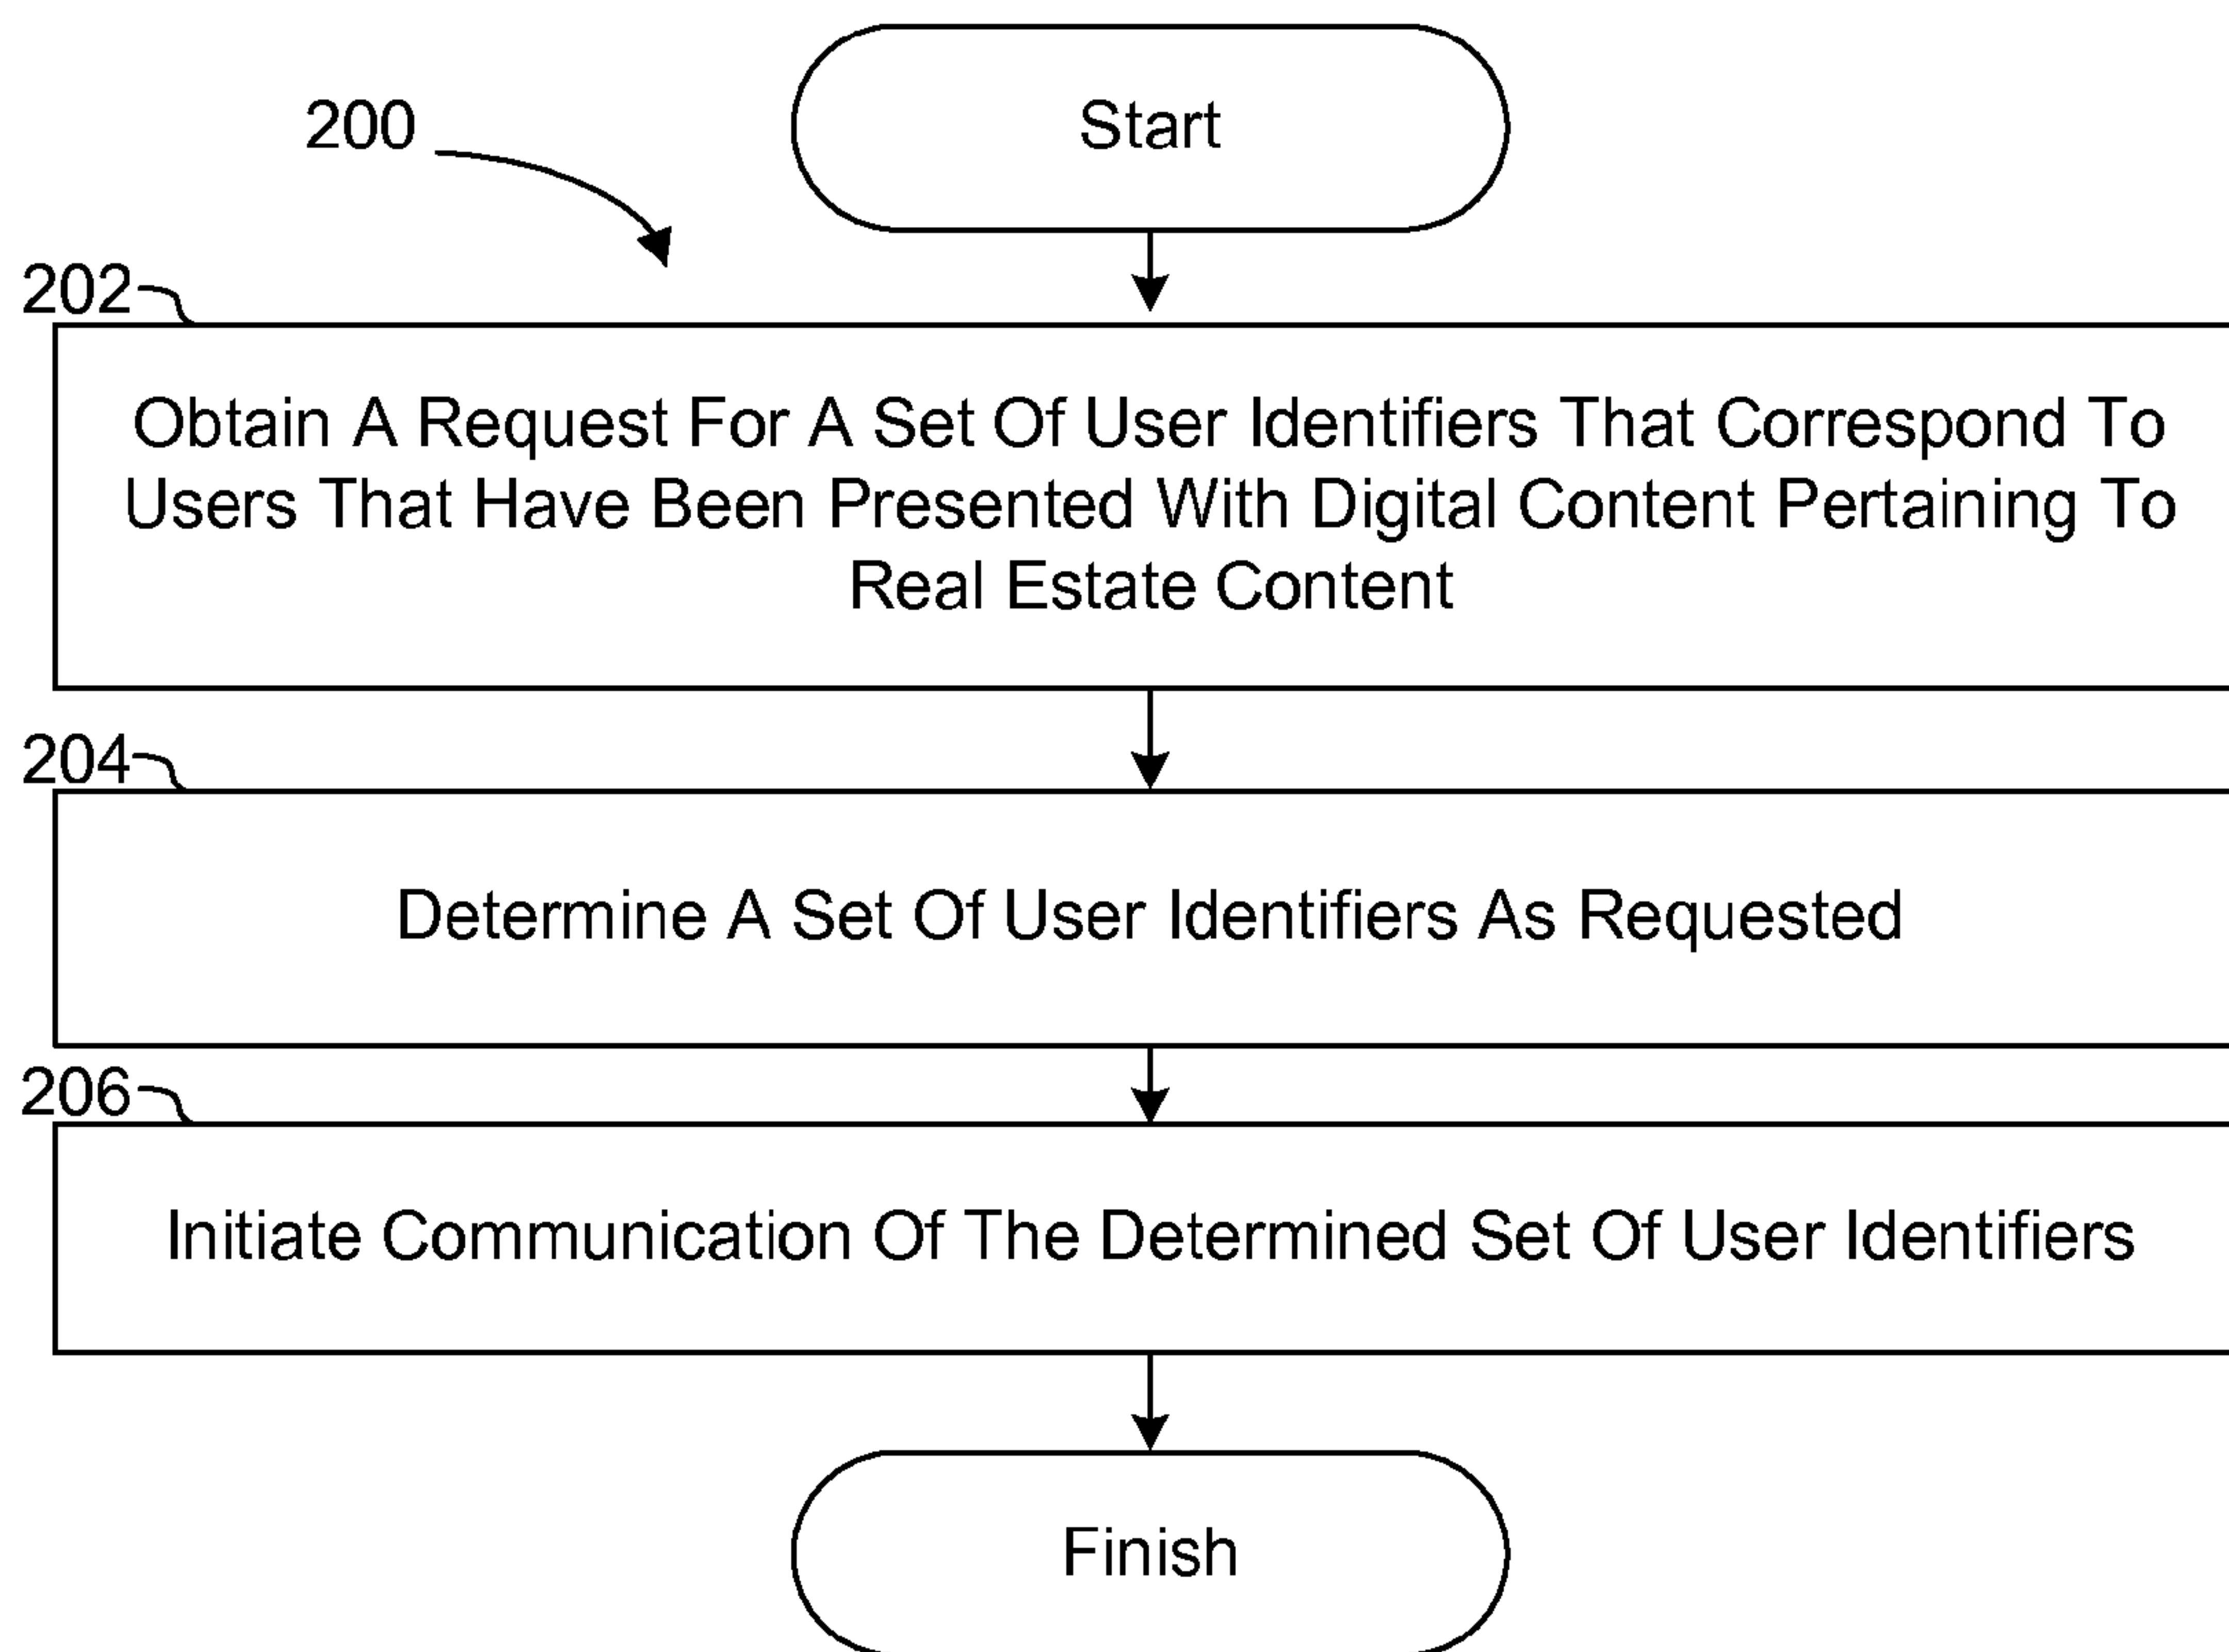 Start
200
202
Obtain A Request For A Set Of User Identifiers That Correspond To
Users That Have Been Presented With Digital Content Pertaining To
Real Estate Content
204
Determine A Set Of User Identifiers As Requested
206
Initiate Communication Of The Determined Set Of User Identifiers
Finish